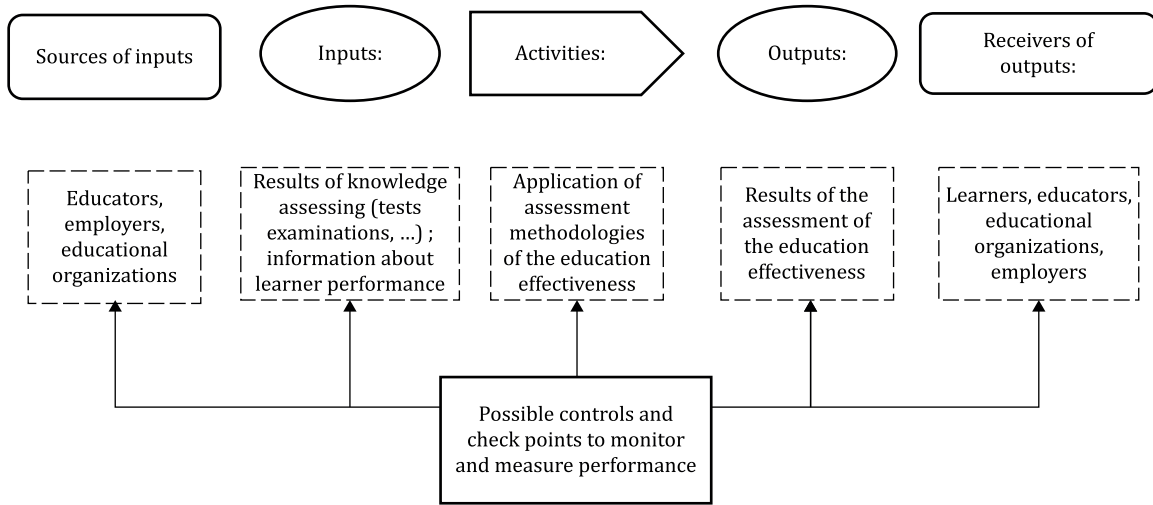 Sources of inputs
Inputs:
Activities:
Outputs:
Receivers of
outputs:
Educators,
employers,
educational
organizations
Results of knowledge
assessing (tests
examinations, ...) ;
information about
learner performance
Application of
assessment
methodologies
of the education
effectiveness
Results of the
assessment of
the education
effectiveness
Learners, educators,
educational
organizations,
employers
Possible controls and
check points to monitor
and measure performance